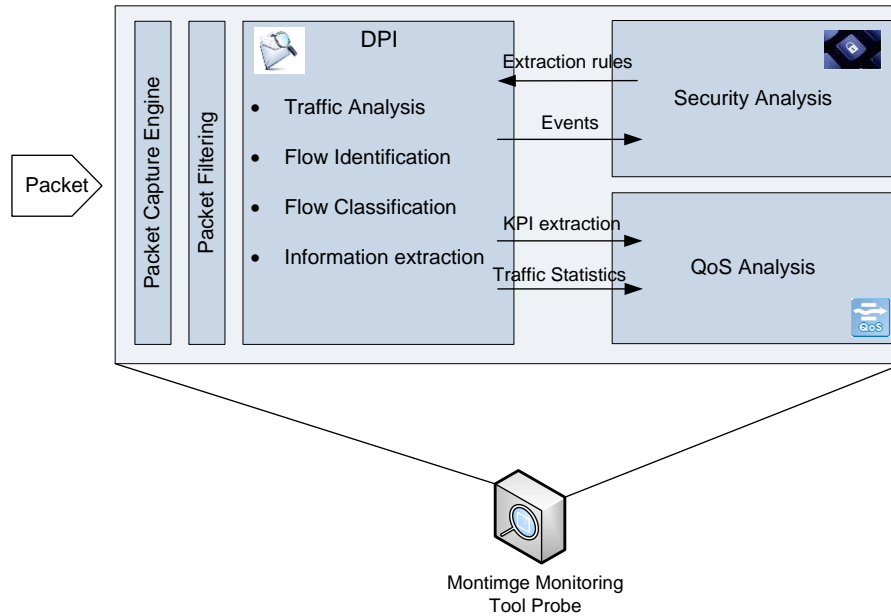 Packet
Packet Capture Engine
Packet Filtering
DPI
Traffic Analysis
Flow Identification
Flow Classification
Information extraction
Extraction rules
Events
KPI extraction
Traffic Statistics
Security Analysis
QoS Analysis
QoS
Montimge Monitoring
Tool Probe